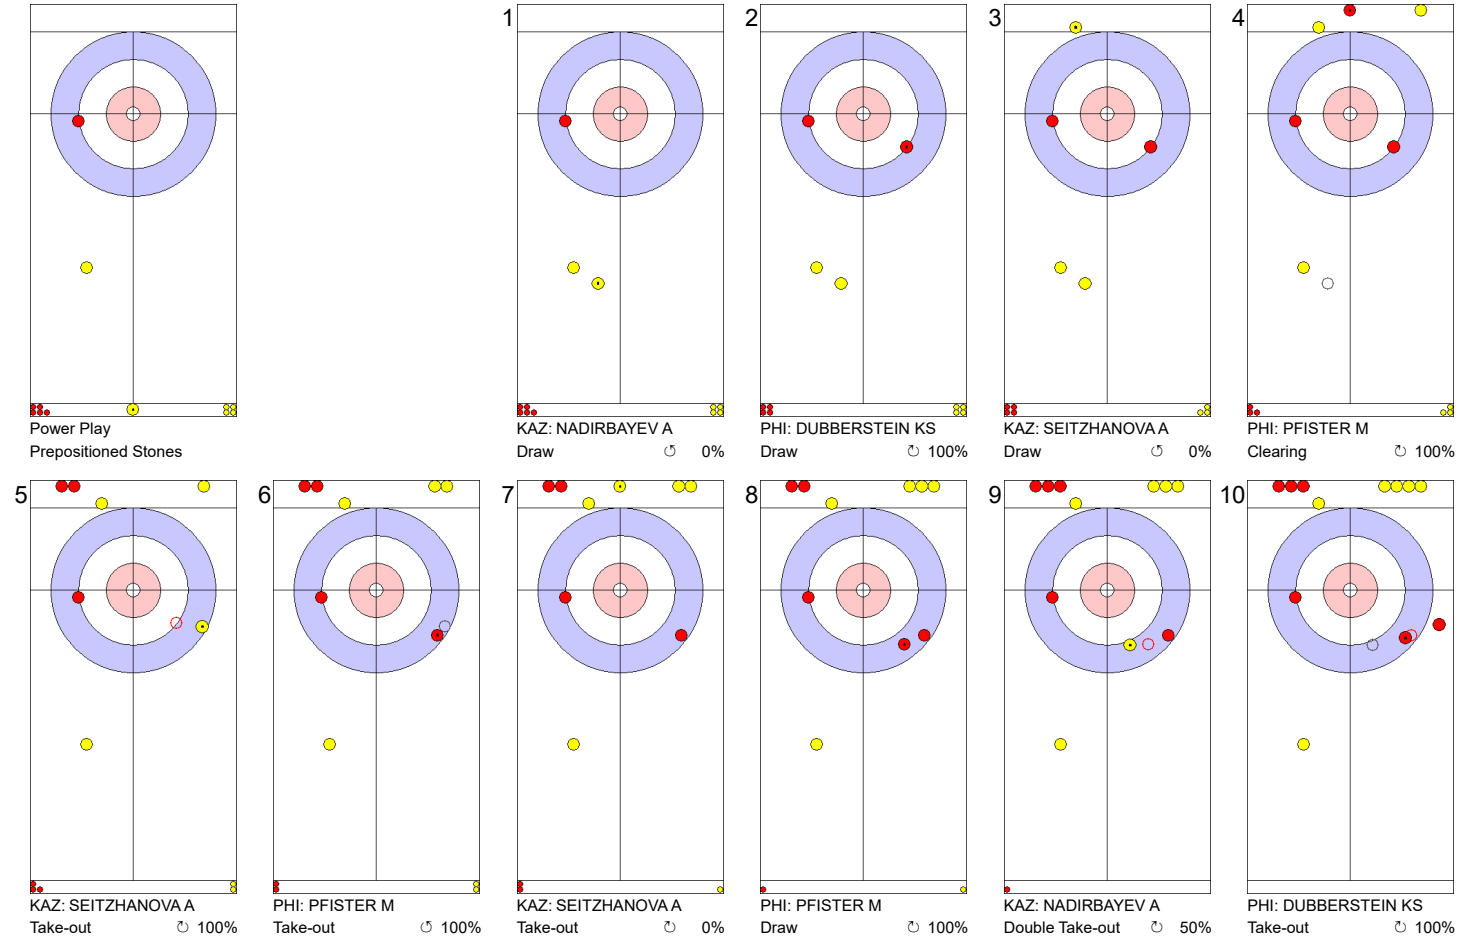 Power Play
Prepositioned Stones
1
KAZ: NADIRBAYEV A
Draw 0%
2
PHI: DUBBERSTEIN KS
Draw 100%
3
KAZ: SEITZHANOVA A
Draw 0%
4
PHI: PFISTER M
Clearing 100%
5
KAZ: SEITZHANOVA A
Take-out 100%
6
PHI: PFISTER M
Take-out 100%
7
KAZ: SEITZHANOVA A
Take-out 0%
8
PHI: PFISTER M
Draw 100%
9
KAZ: NADIRBAYEV A
Double Take-out 50%
10
PHI: DUBBERSTEIN KS
Take-out 100%